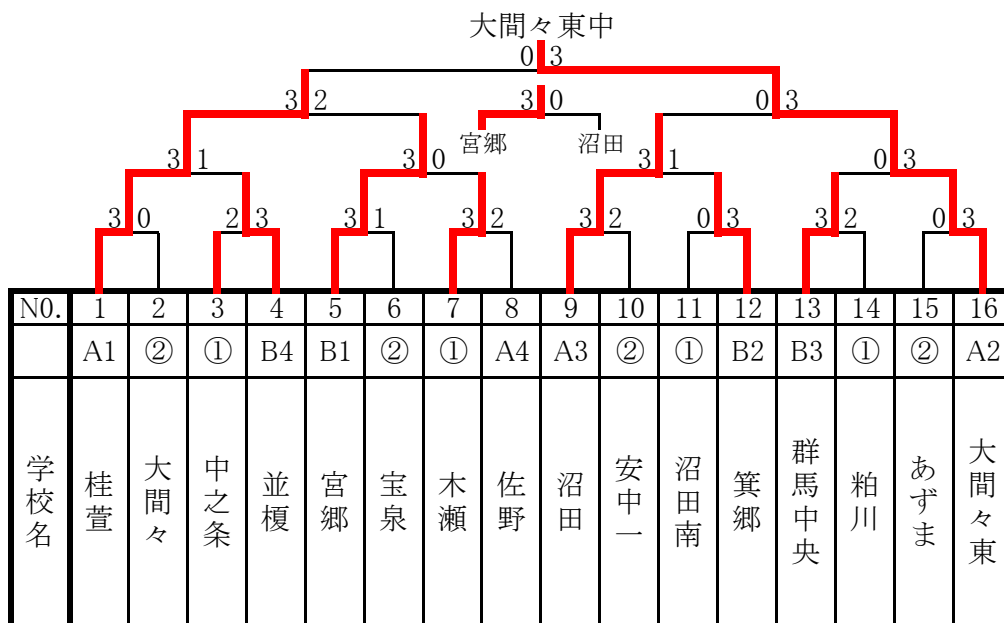 大間々東中
0 3
3 2 3 0 0 3
宮郷 沼田
3 1 3 0 3 1 0 3
3 0 2 3 3 1 3 2 3 2 0 3 3 2 0 3
N0. 1 2 3 4 5 6 7 8 9 10 11 12 13 14 15 16
A1 ② ① B4 B1 ② ① A4 A3 ② ① B2 B3 ① ② A2
学校名 桂萱 大間々 中之条 並榎 宮郷 宝泉 木瀬 佐野 沼田 安中一 沼田南 箕郷 群馬中央 粕川 あずま 大間々東